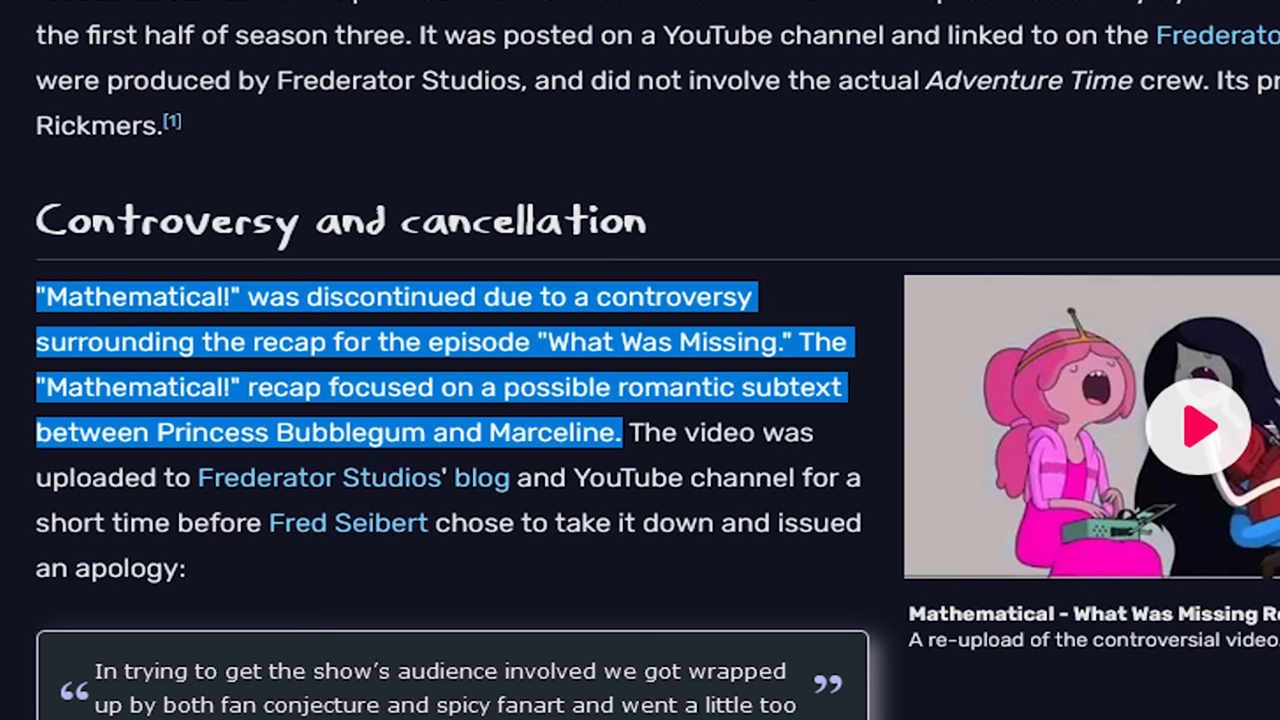 the first half of season three. It was posted on a YouTube channel and linked to on the Frederato
were produced by Frederator Studios, and did not involve the actual Adventure Time crew. Its pr
Rickmers.[1]
Controversy and cancellation
"Mathematical!" was discontinued due to a controversy
surrounding the recap for the episode "What Was Missing." The
"Mathematical!" recap focused on a possible romantic subtext
between Princess Bubblegum and Marceline. The video was
uploaded to Frederator Studios' blog and YouTube channel for a
short time before Fred Seibert chose to take it down and issued
an apology:
Mathematical - What Was Missing Re
A re-upload of the controversial video.
“ In trying to get the show’s audience involved we got wrapped ”
up by both fan conjecture and spicy fanart and went a little too